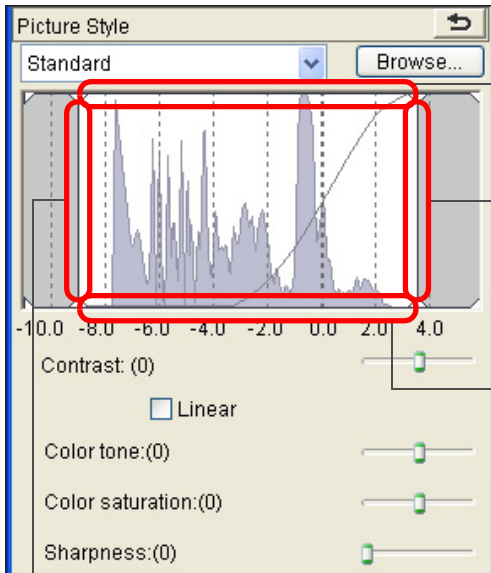 Picture Style
Standard
Browse...
-10.0 -8.0 -6.0 -4.0 -2.0 0.0 2.0 4.0
Contrast: (0)
Linear
Color tone:(0)
Color saturation:(0)
Sharpness:(0)